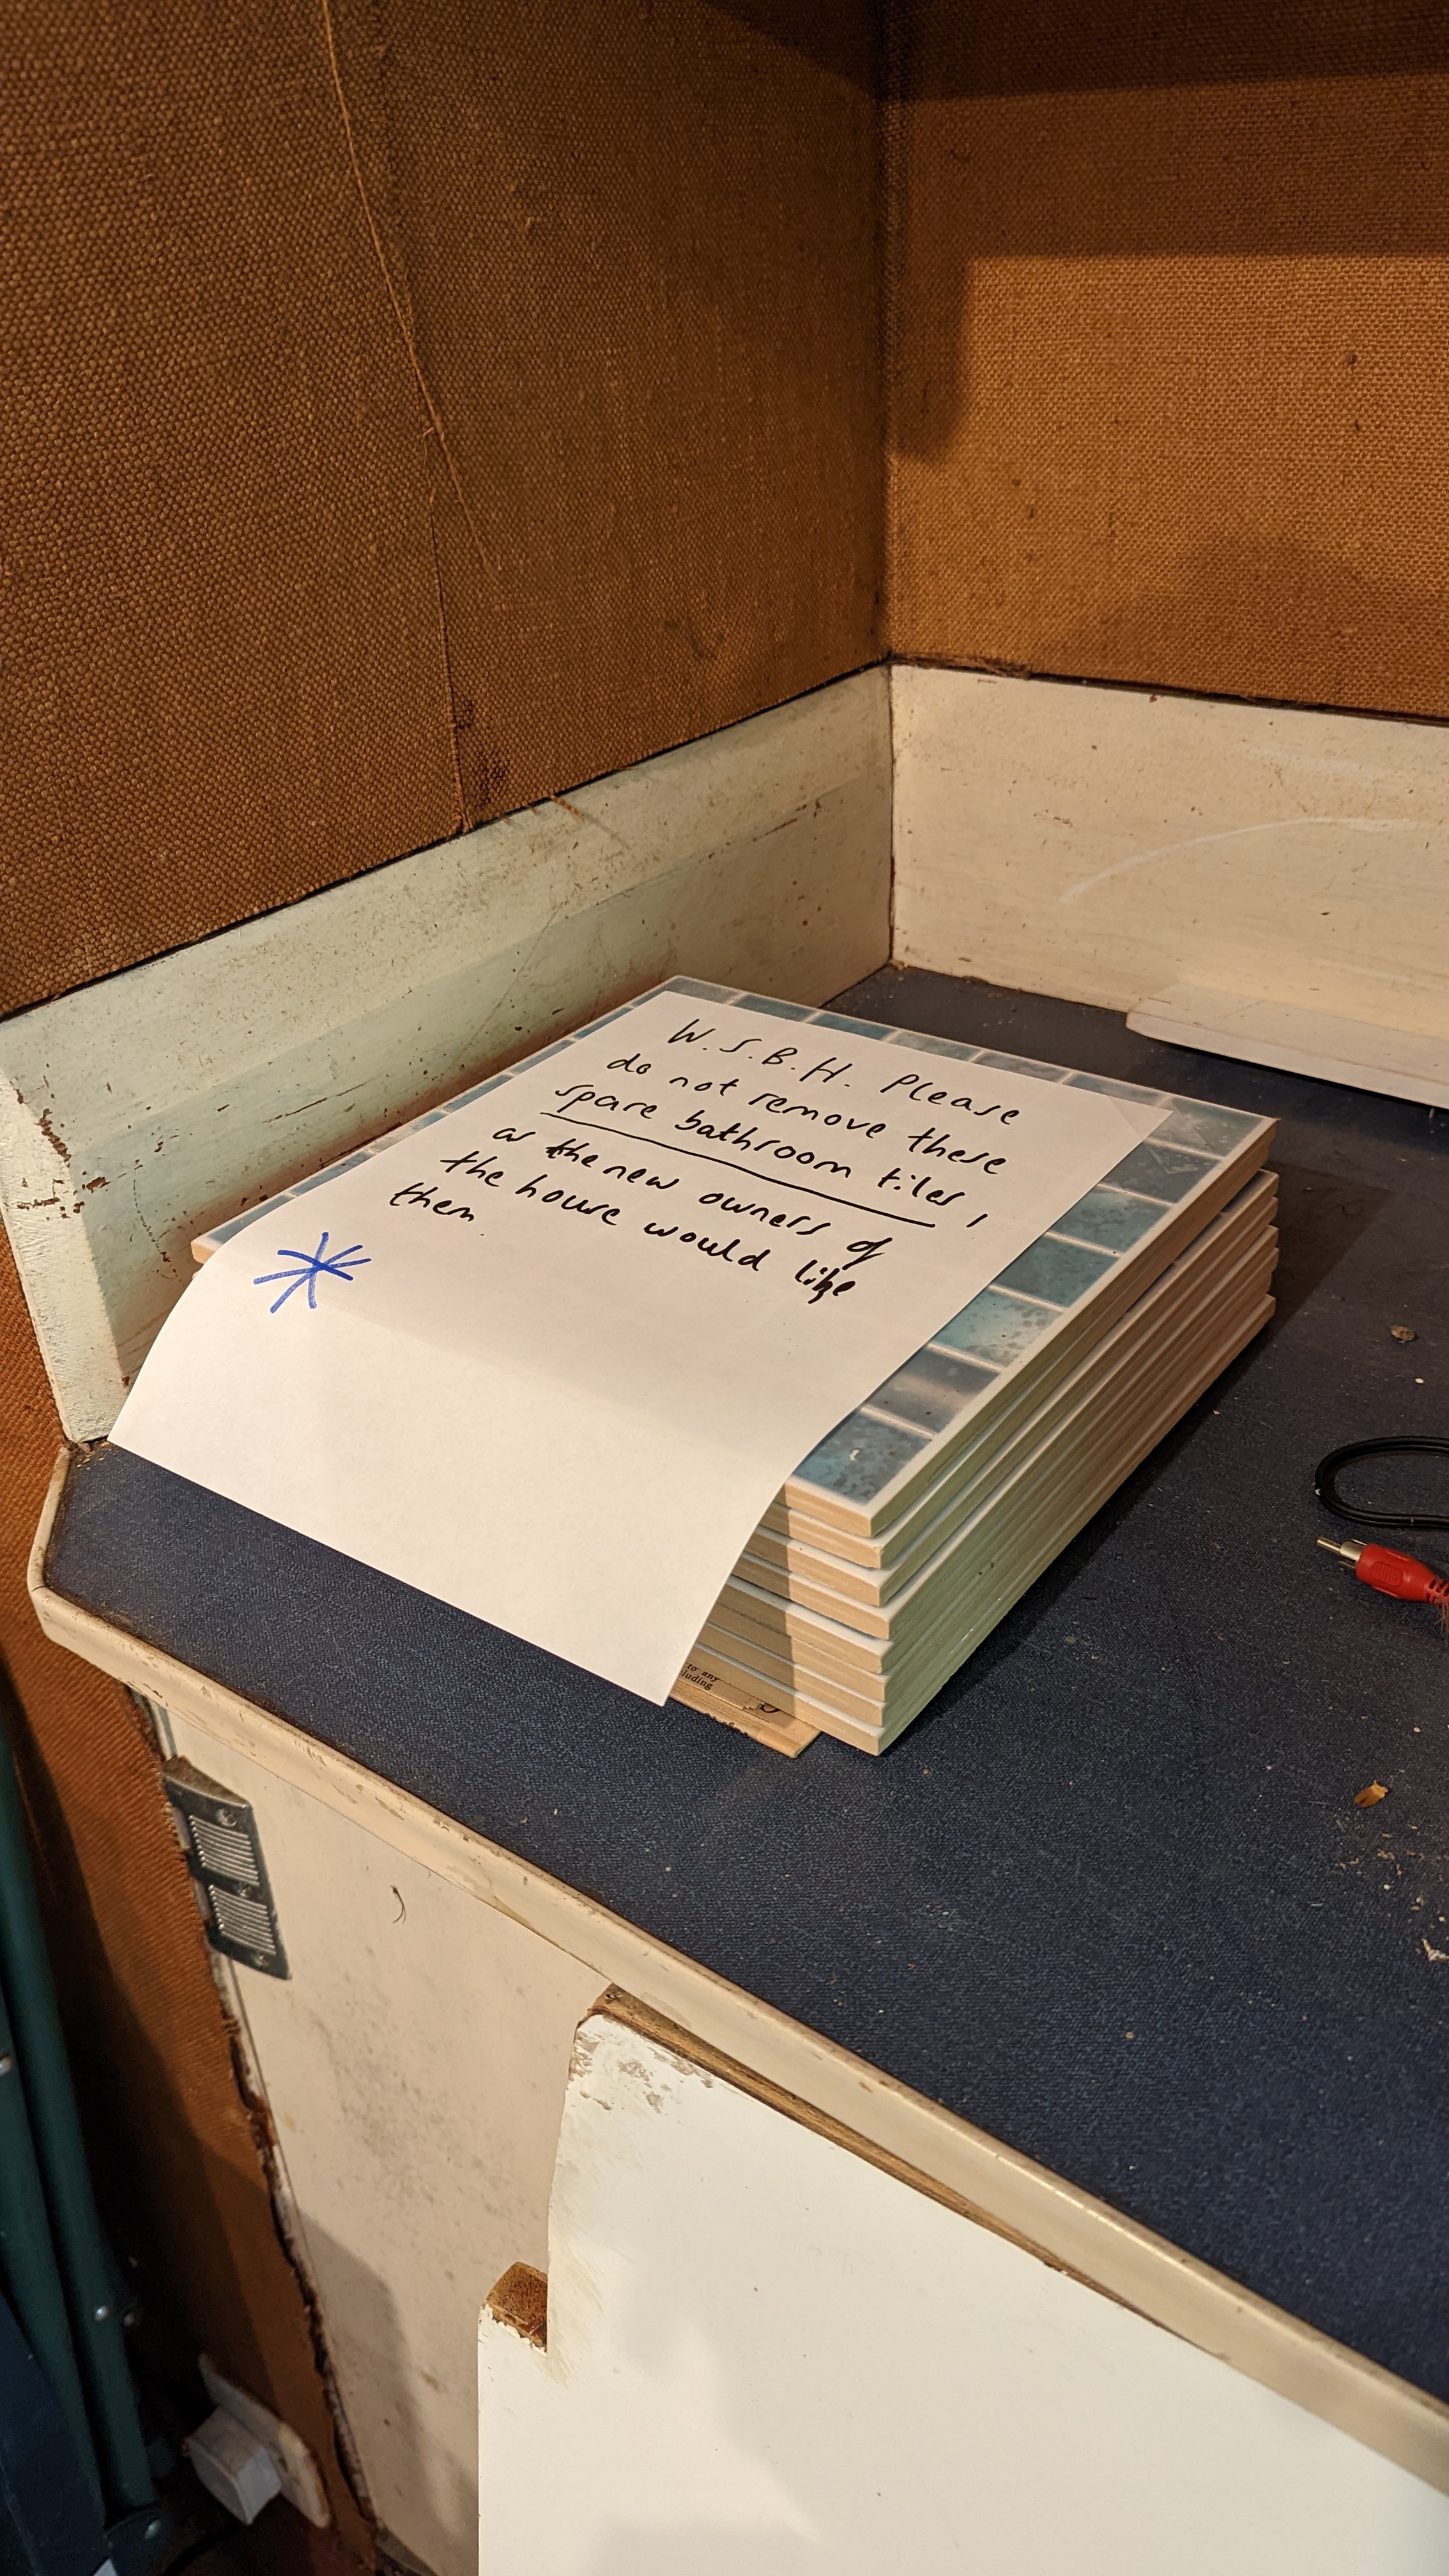 W.S.B.H. Please
do not remove these
spare bathroom tiles,
as the new owners of
the house would like
them
to any
luding